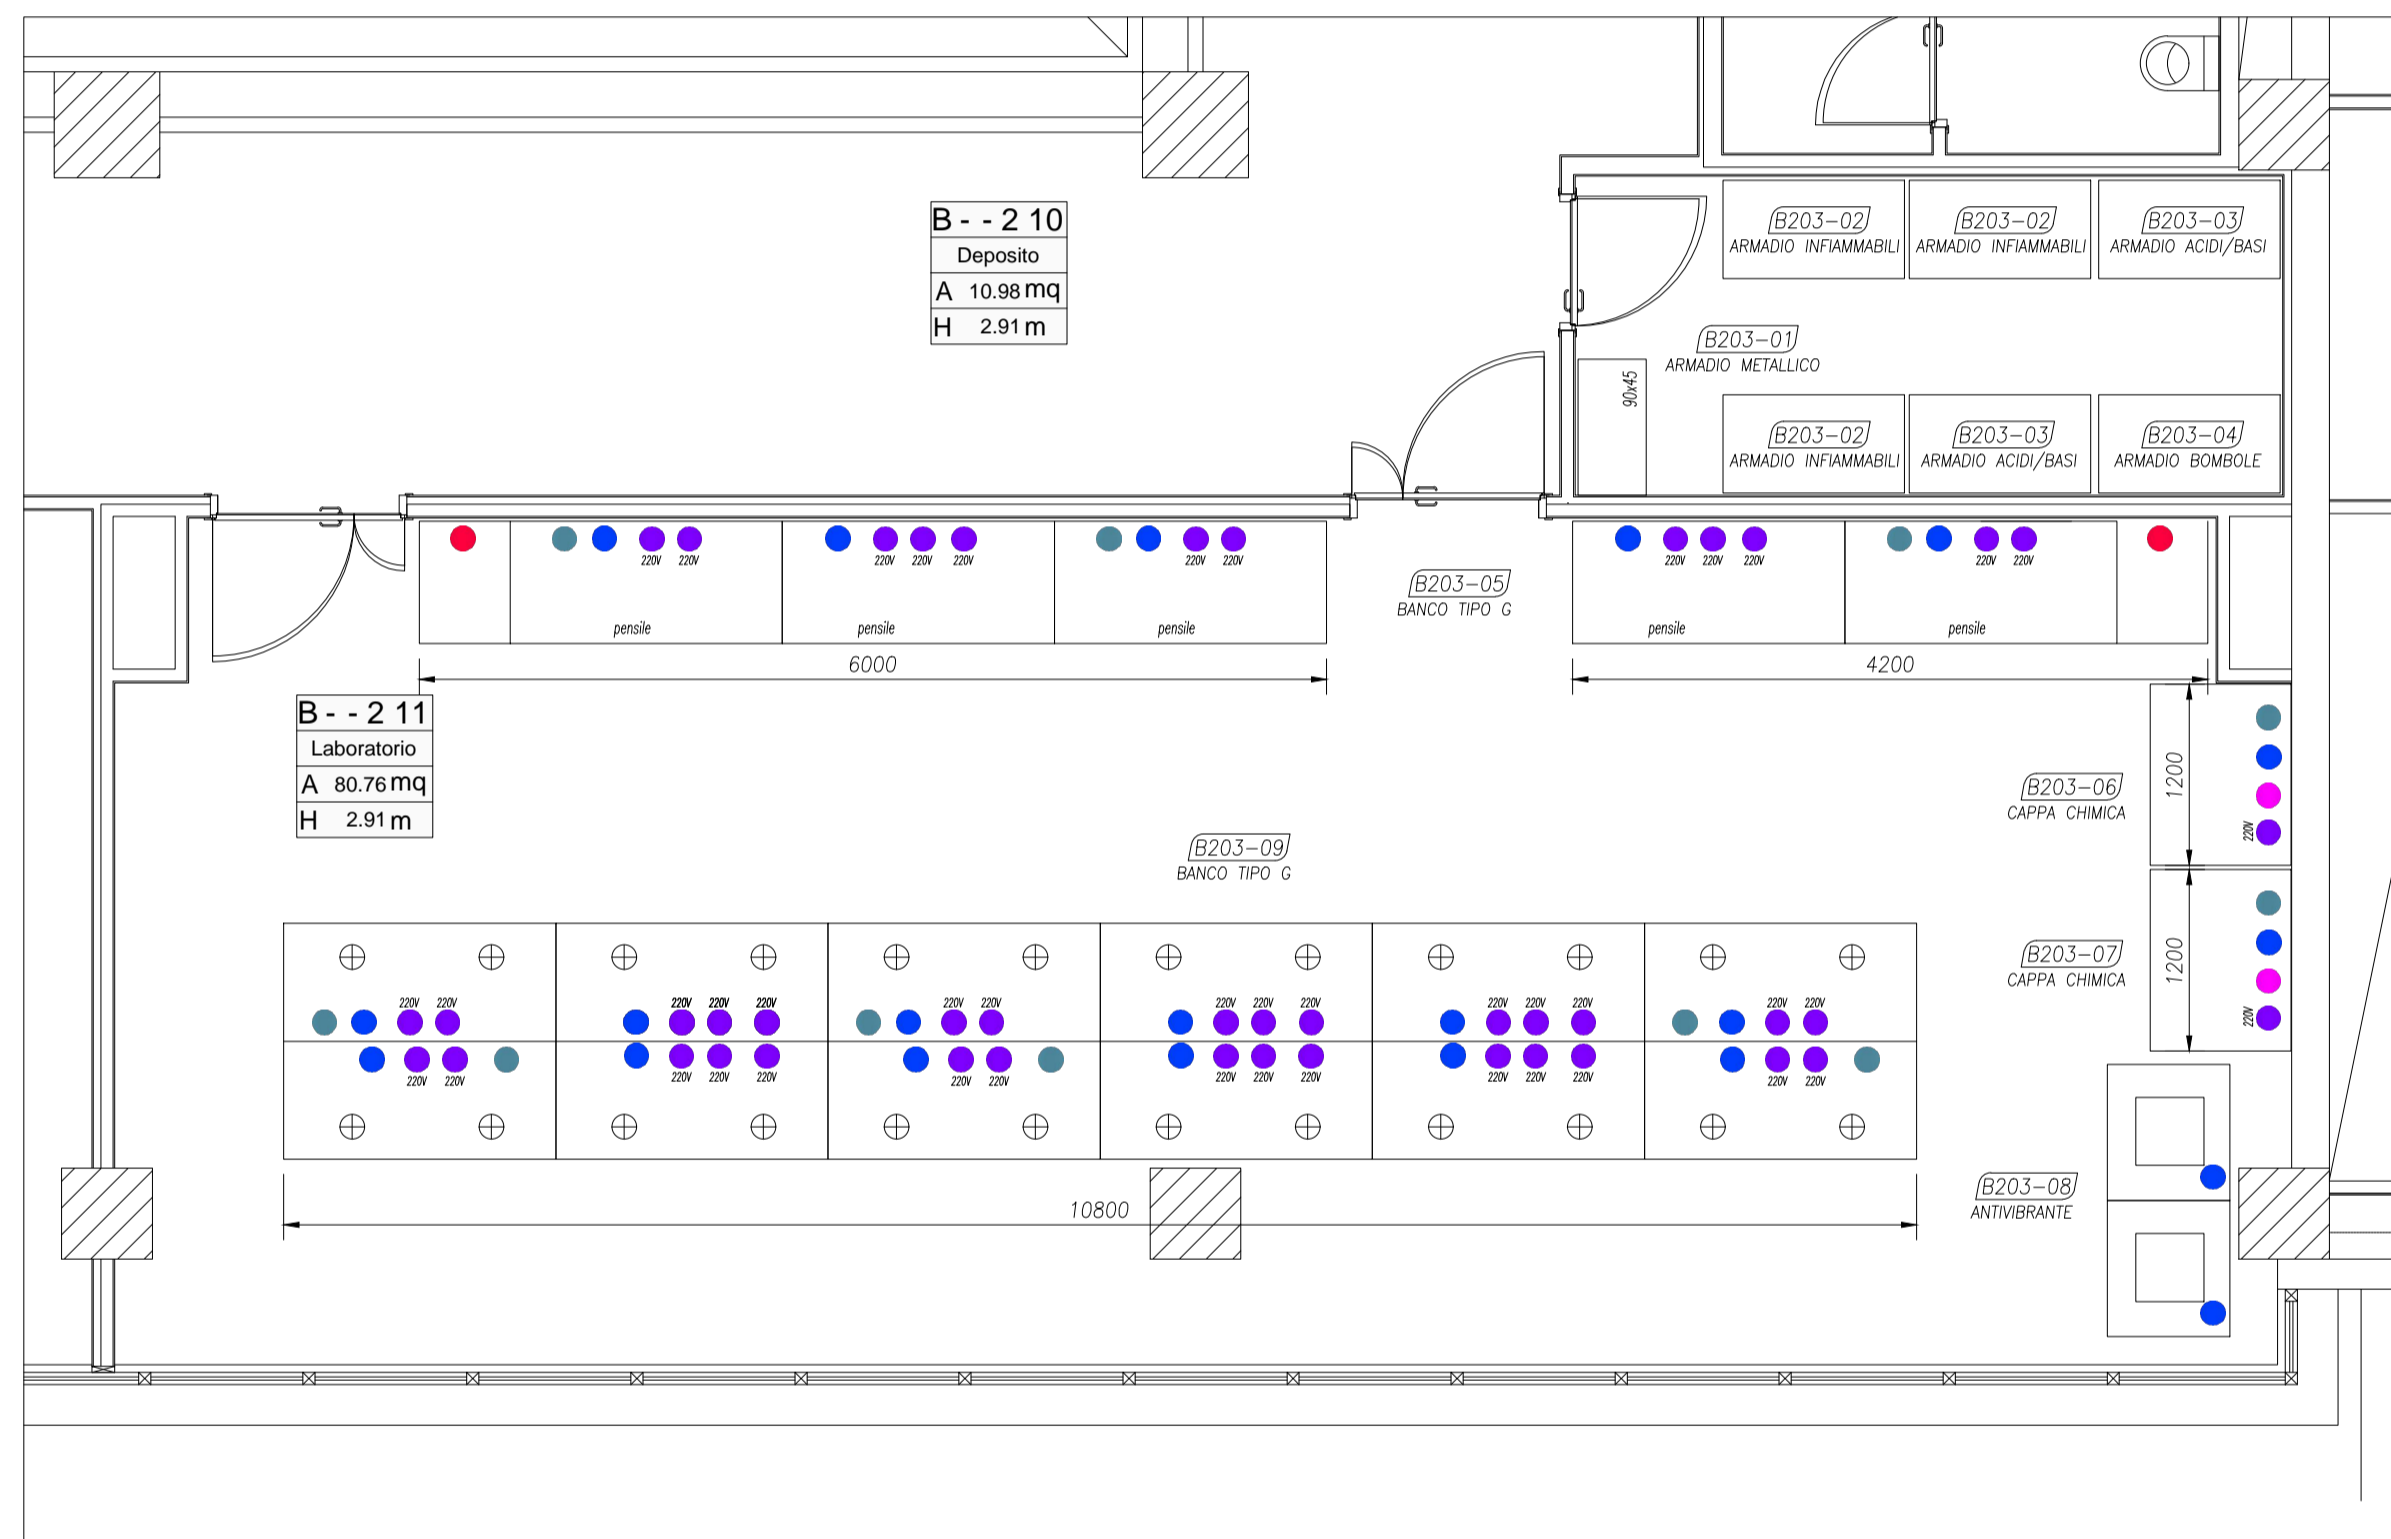 B - - 2 10
Deposito
A 10.98 mq
H 2.91 m
B203-02
ARMADIO INFIAMMABILI
B203-02
ARMADIO INFIAMMABILI
B203-03
ARMADIO ACIDI/BASI
B203-01
ARMADIO METALLICO
90x45
B203-02
ARMADIO INFIAMMABILI
B203-03
ARMADIO ACIDI/BASI
B203-04
ARMADIO BOMBOLE
220V 220V
220V 220V 220V
220V 220V
220V 220V 220V
220V 220V
B203-05
BANCO TIPO G
pensile
pensile
pensile
pensile
pensile
6000
4200
B - - 2 11
Laboratorio
A 80.76 mq
H 2.91 m
1200
B203-06
CAPPA CHIMICA
220V
B203-09
BANCO TIPO G
1200
B203-07
CAPPA CHIMICA
220V
220V 220V
220V 220V 220V
220V 220V
220V 220V 220V
220V 220V 220V
220V 220V
220V 220V
220V 220V 220V
220V 220V
220V 220V 220V
220V 220V 220V
220V 220V
B203-08
ANTIVIBRANTE
10800